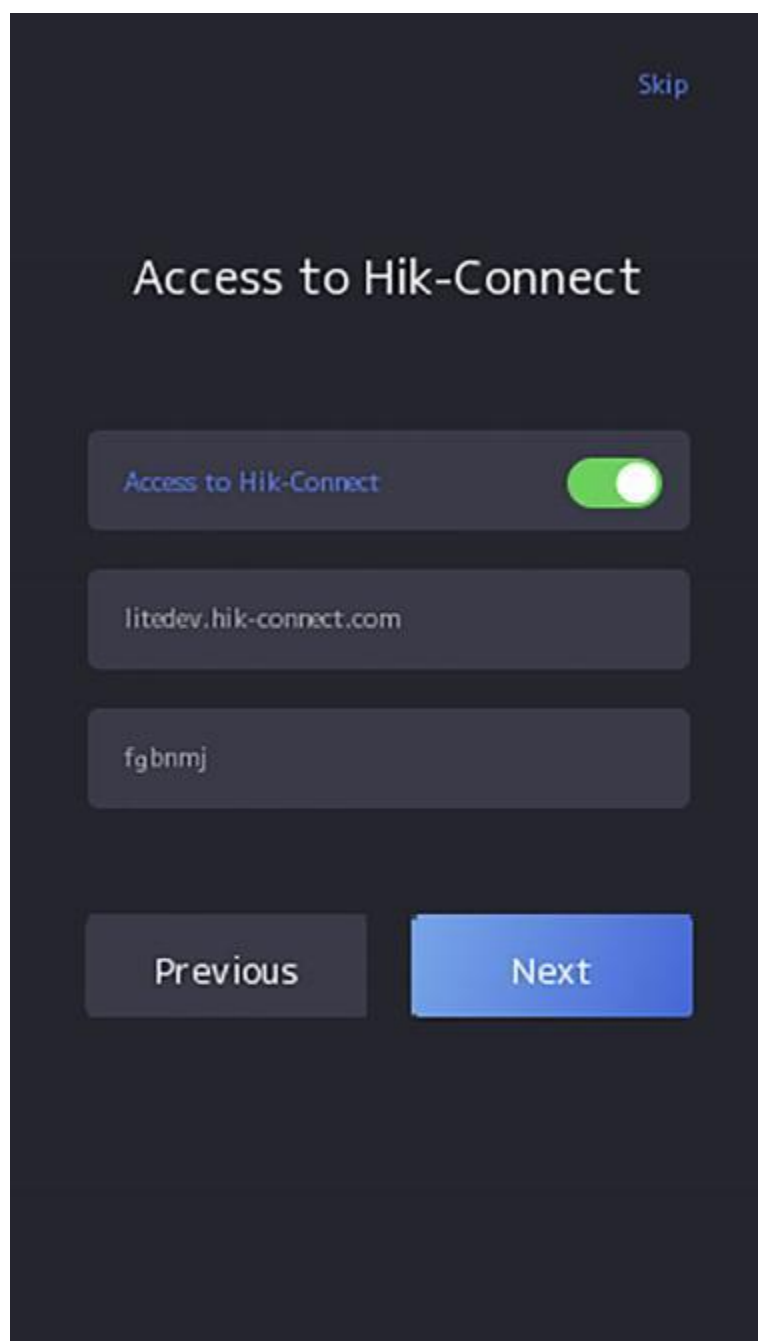 Skip
Access to Hik-Connect
Access to Hik-Connect
litedev.hik-connect.com
fgbnmj
Previous
Next